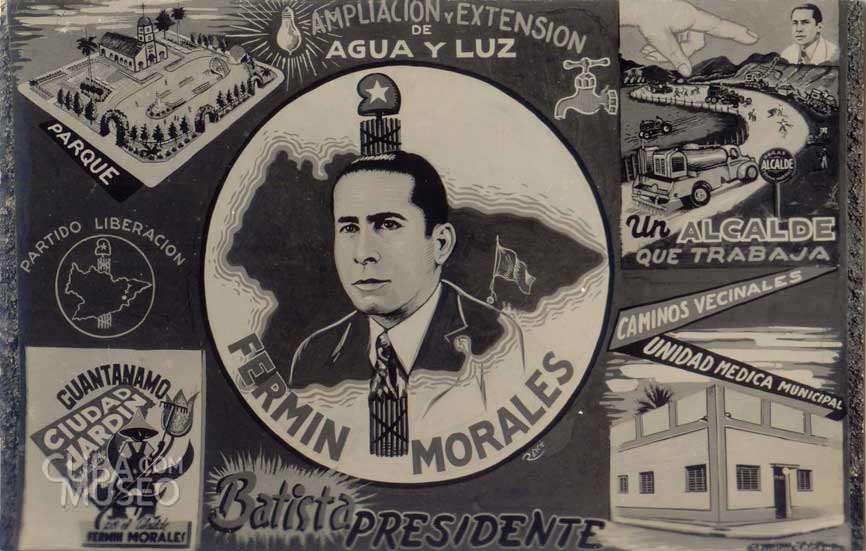 AMPLIACION Y EXTENSION
DE
AGUA Y LUZ
PARQUE
PARTIDO LIBERACION
GUANTANAMO
CIUDAD
JARDIN
FERMIN MORALES
CUBA.COM
MUSEO
FERMIN MORALES
Batista PRESIDENTE
ALCALDE
Un ALCALDE
QUE TRABAJA
CAMINOS VECINALES
UNIDAD MEDICA MUNICIPAL